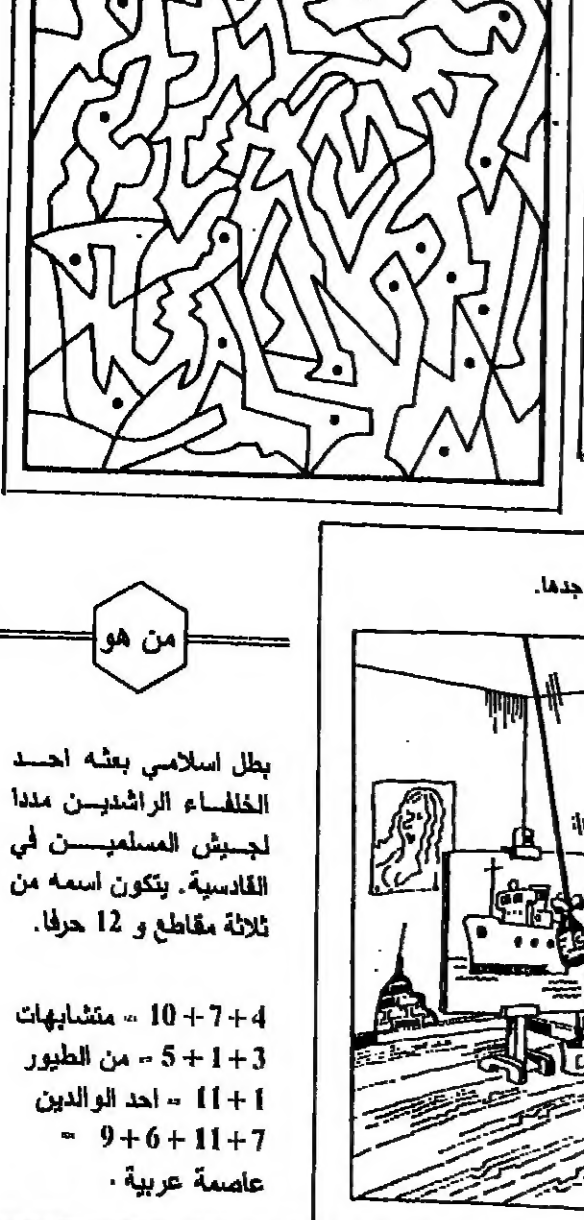 جدها.
من هو
بطل اسلامي بعثه احد
الخلفاء الراشدين مددا
لجيش المسلمين في
القادسية. يتكون اسمه من
ثلاثة مقاطع و 12 حرفا.
4+7+10 = متشابهات
3+1+5 = من الطيور
1+11 = احد الوالدين
7+11+6+9 =
عاصمة عربية.